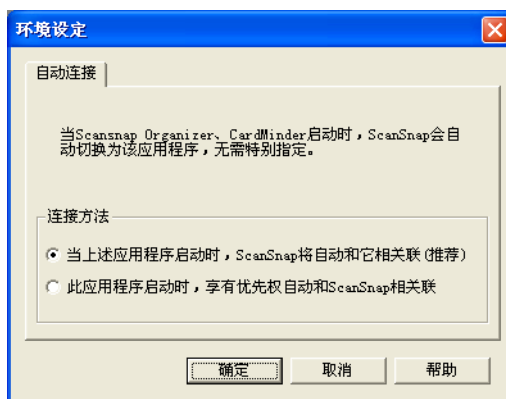 环境设定
自动连接
当Scansnap Organizer、CardMinder启动时，ScanSnap会自
动切换为该应用程序，无需特别指定。
连接方法
当上述应用程序启动时，ScanSnap将自动和它相关联(推荐)
此应用程序启动时，享有优先权自动和ScanSnap相关联
确定 取消 帮助